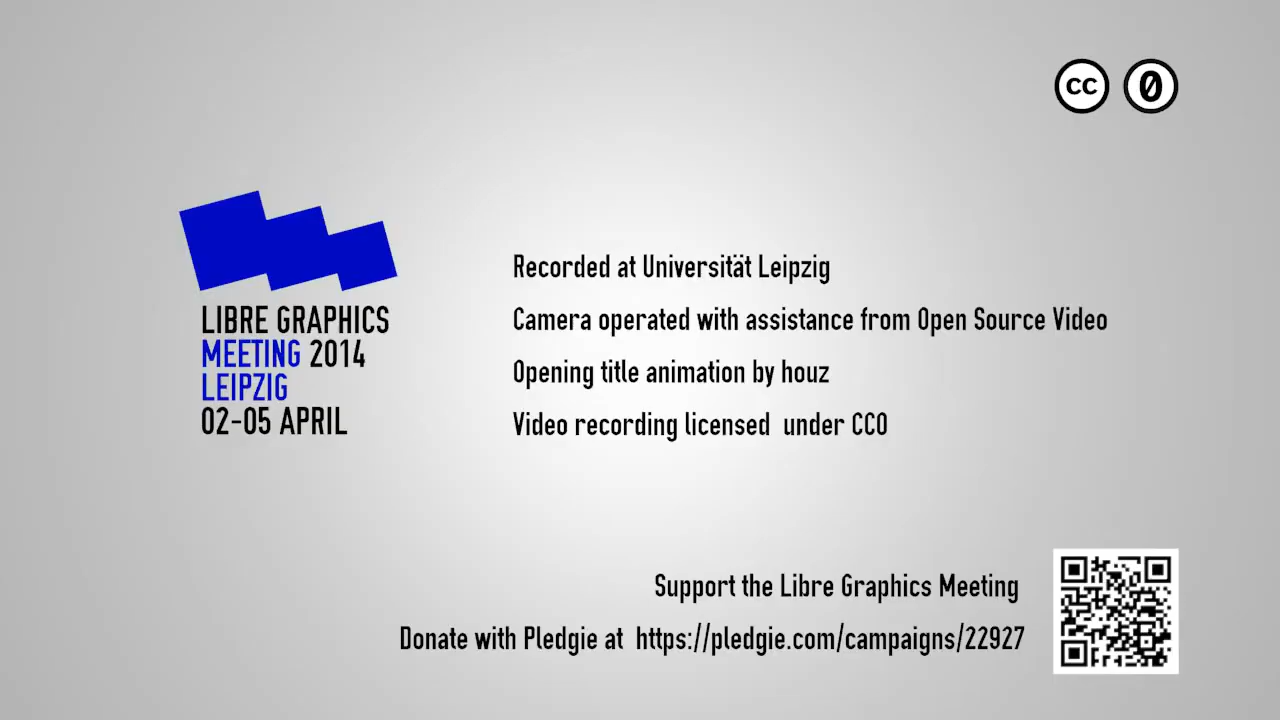 cc 0
LIBRE GRAPHICS
MEETING 2014
LEIPZIG
02-05 APRIL
Recorded at Universität Leipzig
Camera operated with assistance from Open Source Video
Opening title animation by houz
Video recording licensed  under CC0
Support the Libre Graphics Meeting
Donate with Pledgie at  https://pledgie.com/campaigns/22927